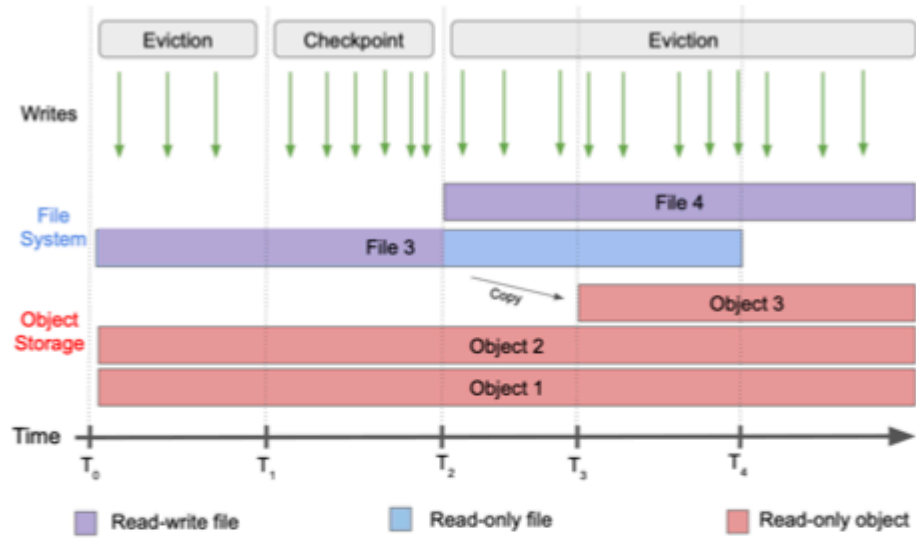 Eviction Checkpoint Eviction
Writes
File
System
File 4
File 3
Copy
Object
Storage
Object 3
Object 2
Object 1
Time
T0 T1 T2 T3 T4
Read-write file Read-only file Read-only object